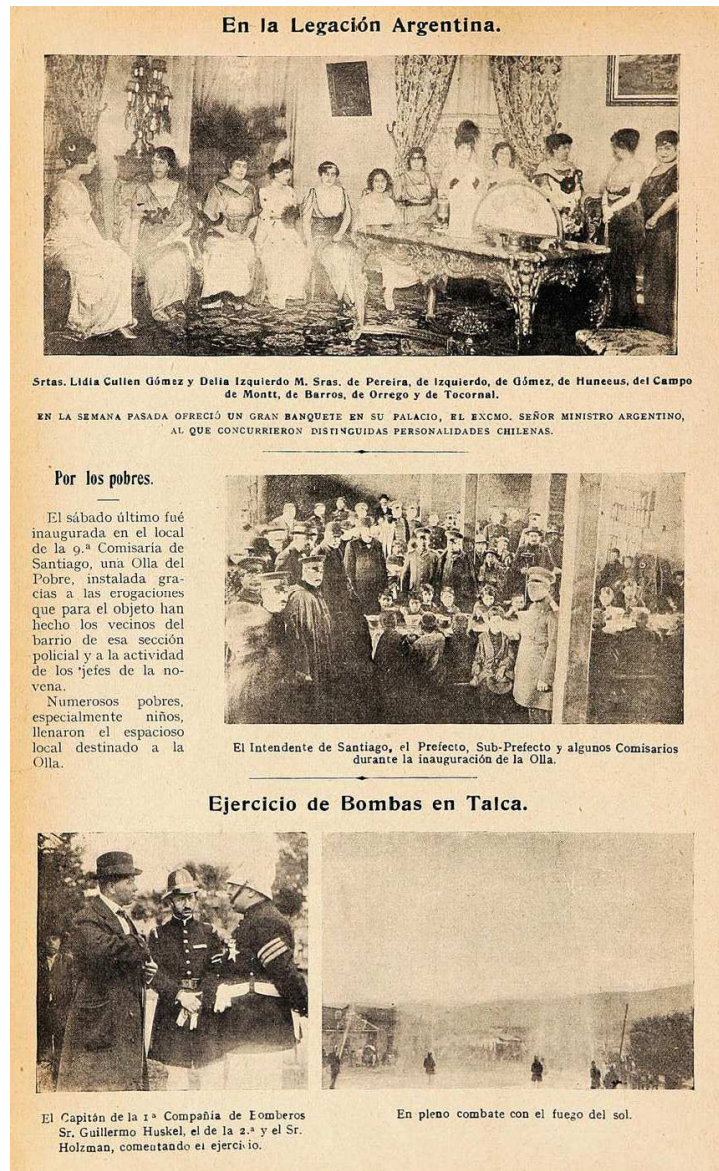 En la Legación Argentina.
Srtas. Lidia Cullen Gómez y Delia Izquierdo M. Sras. de Pereira, de Izquierdo, de Gómez, de Huneeus, del Campo
de Montt, de Barros, de Orrego y de Tocornal.
EN LA SEMANA PASADA OFRECIÓ UN GRAN BANQUETE EN SU PALACIO, EL EXCMO. SEÑOR MINISTRO ARGENTINO,
AL QUE CONCURRIERON DISTINGUIDAS PERSONALIDADES CHILENAS.
Por los pobres.
El sábado último fué
inaugurada en el local
de la 9.ª Comisaría de
Santiago, una Olla del
Pobre, instalada gra-
cías a las erogaciones
que para el objeto han
hecho los vecinos del
barrio de esa sección
policial y a la actividad
de los 'jefes de la no-
vena.
Numerosos pobres,
especialmente niños,
llenaron el espacioso
local destinado a la
Olla.
El Intendente de Santiago, el Prefecto, Sub-Prefecto y algunos Comisarios
durante la inauguración de la Olla.
Ejercicio de Bombas en Talca.
El Capitán de la 1ª Compañía de Bomberos
Sr. Guillermo Huskel, el de la 2.ª y el Sr.
Holzman, comentando el ejercicio.
En pleno combate con el fuego del sol.